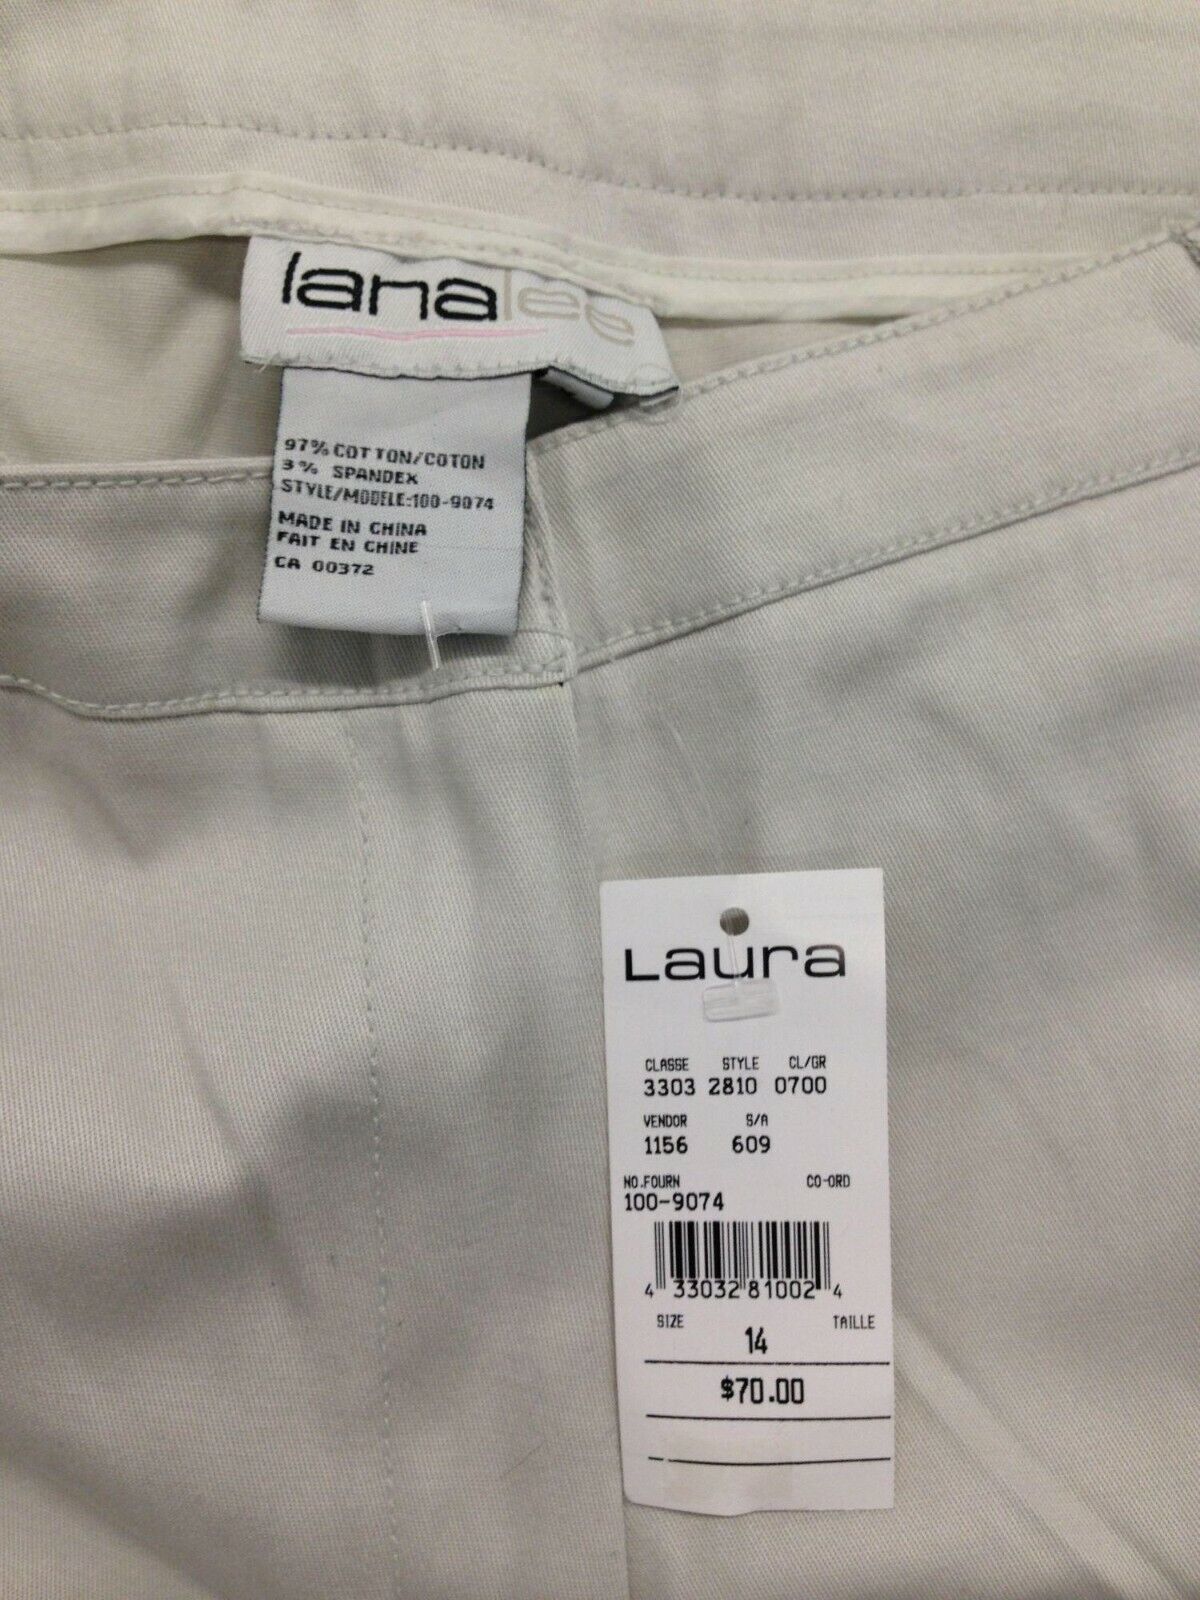 lanalee
97% COTTON/COTON
3% SPANDEX
STYLE/MODELE:100-9074
MADE IN CHINA
FAIT EN CHINE
CA 00372
Laura
CLASSE STYLE CL/GR
3303 2810 0700
VENDOR S/A
1156 609
NO.FOURN CO-ORD
100-9074
4 33032 81002 4
SIZE TAILLE
14
$70.00